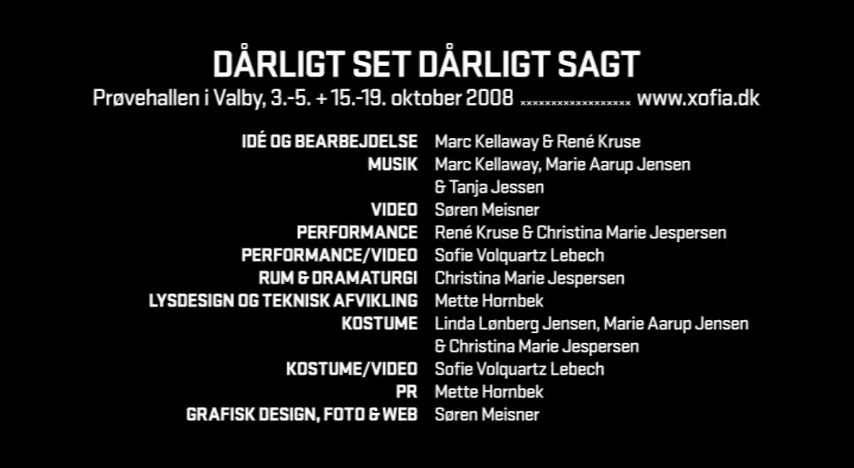 DÅRLIGT SET DÅRLIGT SAGT
Prøvehallen i Valby, 3.-5. + 15.-19. oktober 2008 xxxxxxxxxxxxxxxxxx www.xofia.dk
IDÉ OG BEARBEJDELSE Marc Kellaway & René Kruse
MUSIK Marc Kellaway, Marie Aarup Jensen
& Tanja Jessen
VIDEO Søren Meisner
PERFORMANCE René Kruse & Christina Marie Jespersen
PERFORMANCE/VIDEO Sofie Volquartz Lebech
RUM & DRAMATURGI Christina Marie Jespersen
LYSDESIGN OG TEKNISK AFVIKLING Mette Hornbek
KOSTUME Linda Lønberg Jensen, Marie Aarup Jensen
& Christina Marie Jespersen
KOSTUME/VIDEO Sofie Volquartz Lebech
PR Mette Hornbek
GRAFISK DESIGN, FOTO & WEB Søren Meisner